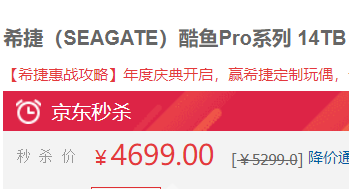 希捷（SEAGATE）酷鱼Pro系列 14TB
【希捷惠战攻略】年度庆典开启，赢希捷定制玩偶，
京东秒杀
秒杀价 ￥4699.00 [￥5299.0] 降价通